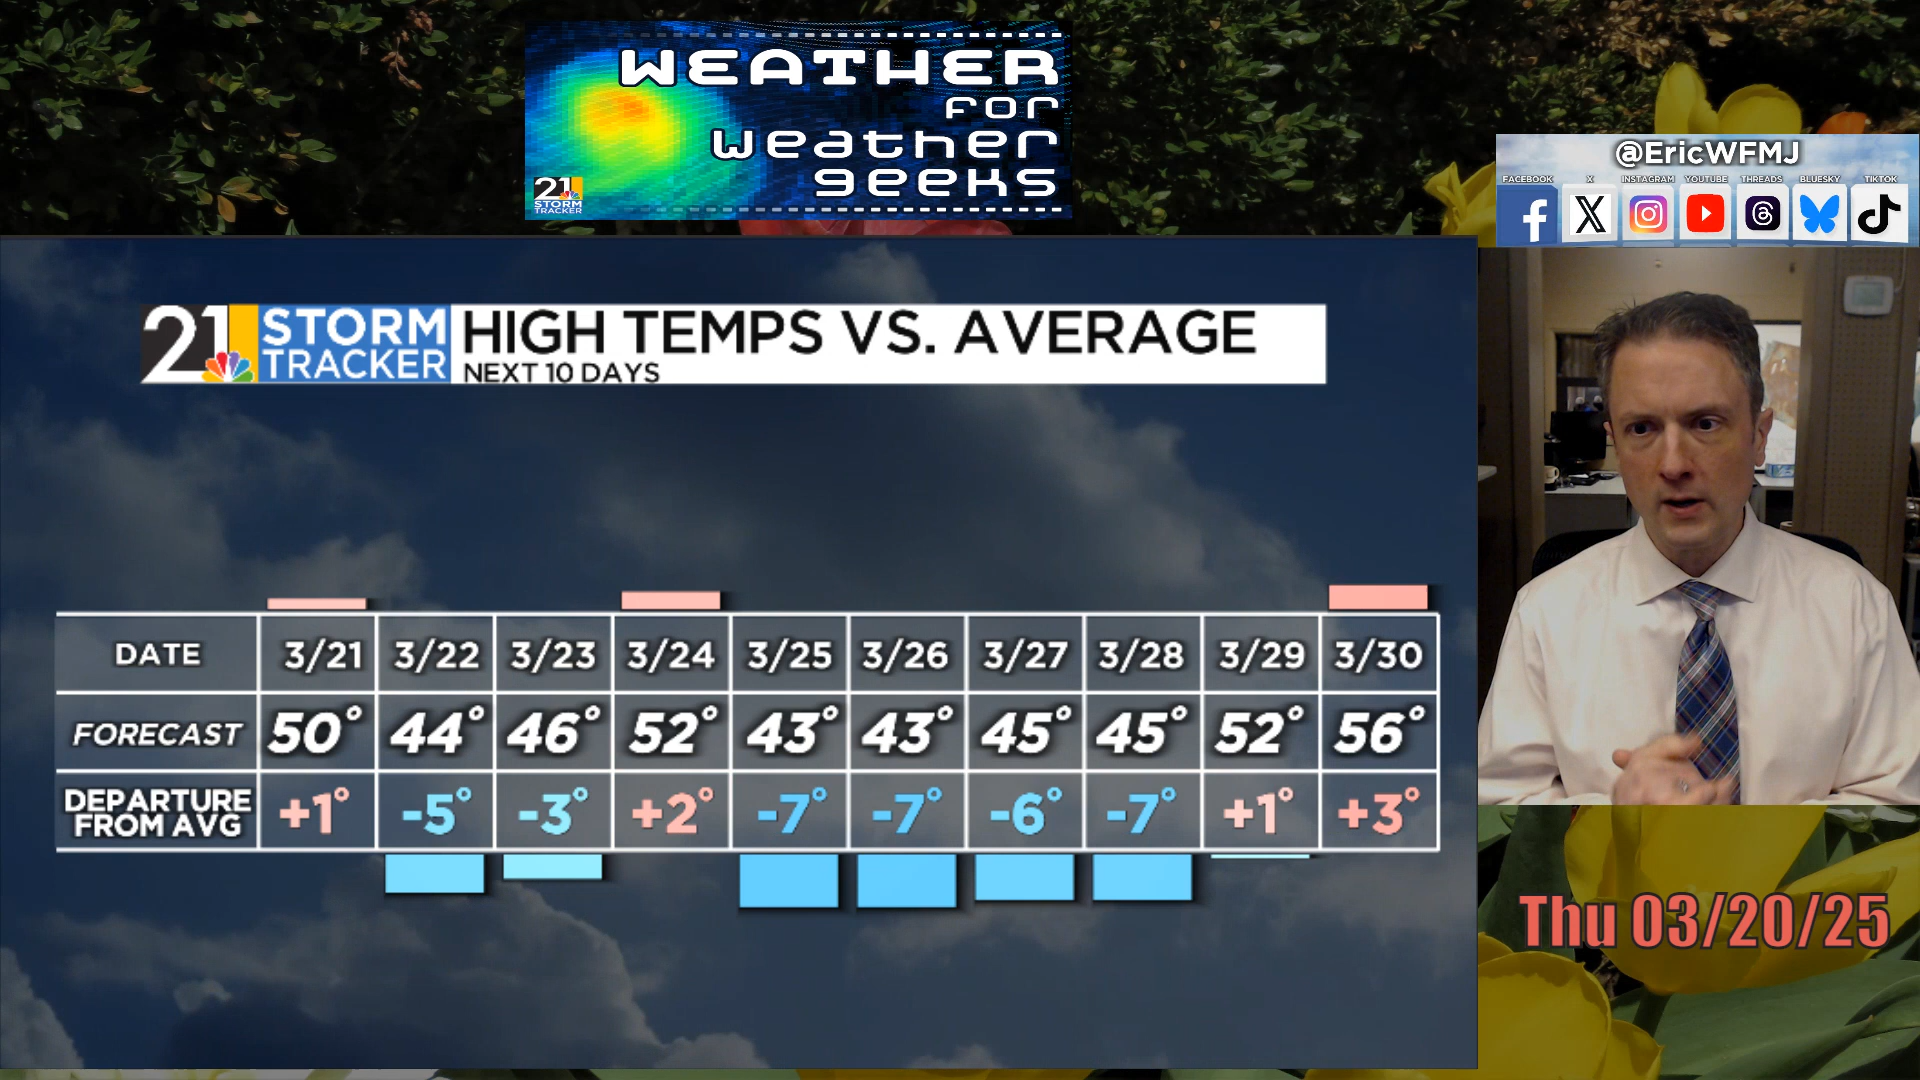 WEATHER
FOR
weather
geeks
21
STORM
TRACKER
@EricWFMJ
FACEBOOK X INSTAGRAM YOUTUBE THREADS BLUESKY TIKTOK
21 STORM TRACKER
HIGH TEMPS VS. AVERAGE
NEXT 10 DAYS
DATE 3/21 3/22 3/23 3/24 3/25 3/26 3/27 3/28 3/29 3/30
FORECAST 50° 44° 46° 52° 43° 43° 45° 45° 52° 56°
DEPARTURE FROM AVG +1° -5° -3° +2° -7° -7° -6° -7° +1° +3°
Thu 03/20/25